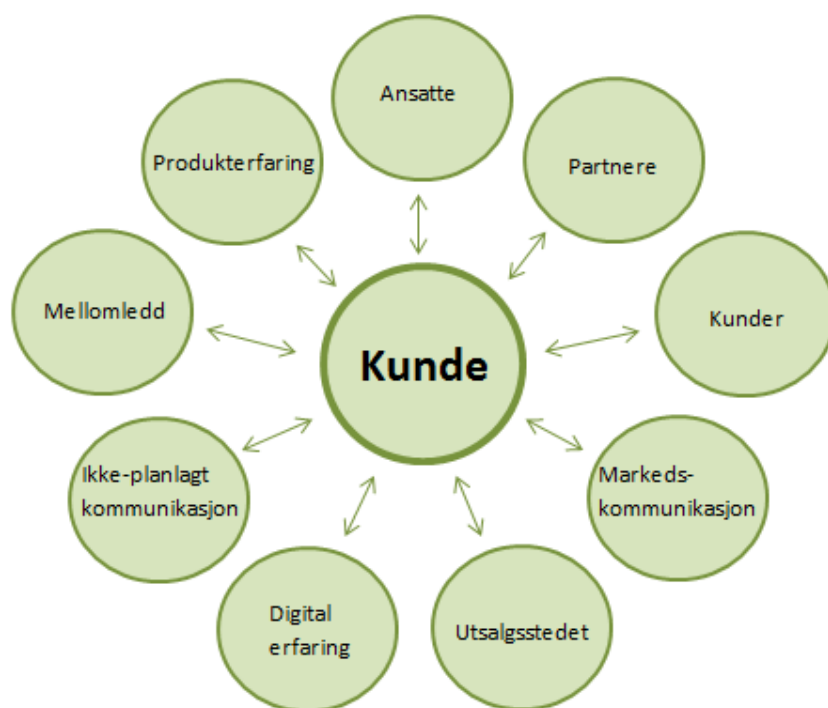 Ansatte
Partnere
Kunder
Markeds-
kommunikasjon
Utsalgsstedet
Digital
erfaring
Ikke-planlagt
kommunikasjon
Mellomledd
Produkterfaring
Kunde